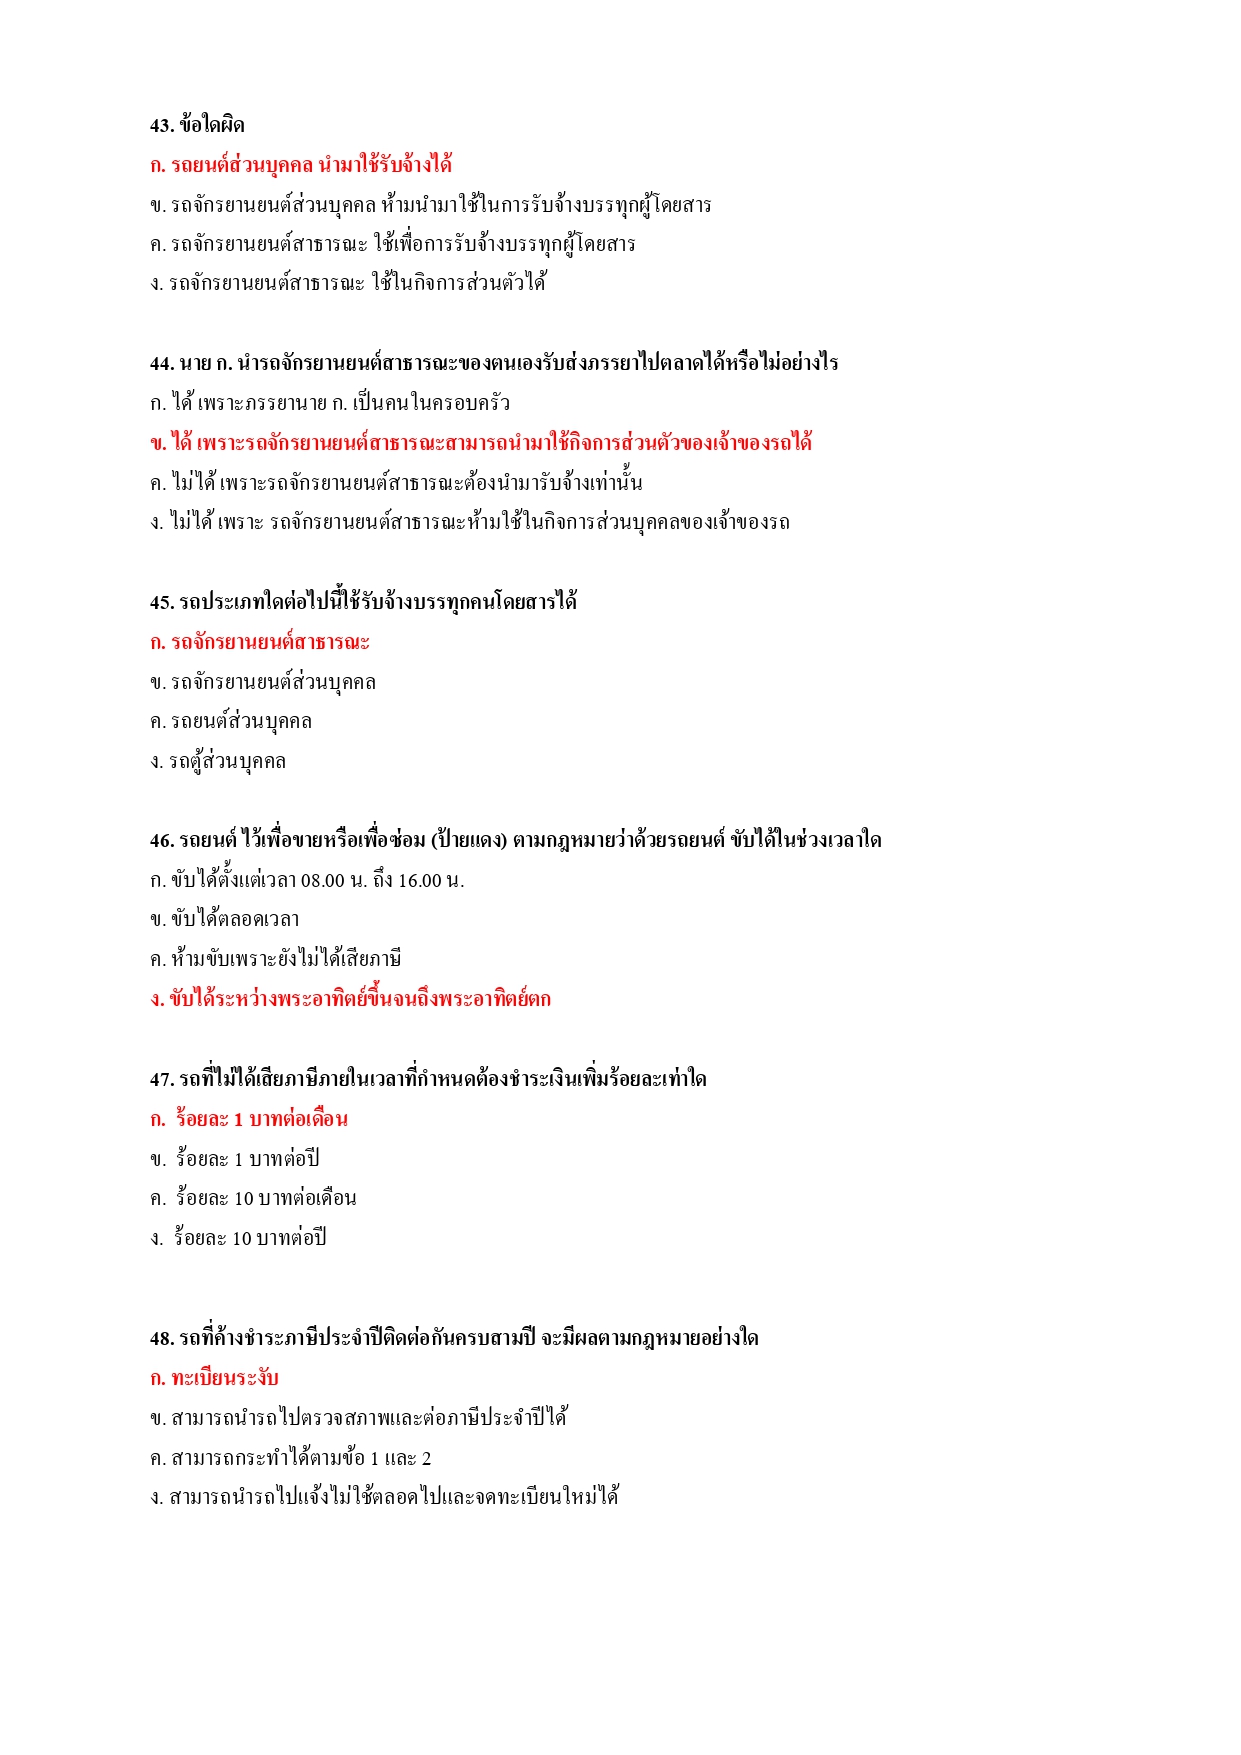 43. ข้อใดผิด
ก. รถยนต์ส่วนบุคคล นำมาใช้รับจ้างได้
ข. รถจักรยานยนต์ส่วนบุคคล ห้ามนำมาใช้ในการรับจ้างบรรทุกผู้โดยสาร
ค. รถจักรยานยนต์สาธารณะ ใช้เพื่อการรับจ้างบรรทุกผู้โดยสาร
ง. รถจักรยานยนต์สาธารณะ ใช้ในกิจการส่วนตัวได้
44. นาย ก. นำรถจักรยานยนต์สาธารณะของตนเองรับส่งภรรยาไปตลาดได้หรือไม่อย่างไร
ก. ได้ เพราะภรรยานาย ก. เป็นคนในครอบครัว
ข. ได้ เพราะรถจักรยานยนต์สาธารณะสามารถนำมาใช้กิจการส่วนตัวของเจ้าของรถได้
ค. ไม่ได้ เพราะรถจักรยานยนต์สาธารณะต้องนำมารับจ้างเท่านั้น
ง. ไม่ได้ เพราะ รถจักรยานยนต์สาธารณะห้ามใช้ในกิจการส่วนบุคคลของเจ้าของรถ
45. รถประเภทใดต่อไปนี้ใช้รับจ้างบรรทุกคนโดยสารได้
ก. รถจักรยานยนต์สาธารณะ
ข. รถจักรยานยนต์ส่วนบุคคล
ค. รถยนต์ส่วนบุคคล
ง. รถตู้ส่วนบุคคล
46. รถยนต์ ไว้เพื่อขายหรือเพื่อซ่อม (ป้ายแดง) ตามกฎหมายว่าด้วยรถยนต์ ขับได้ในช่วงเวลาใด
ก. ขับได้ตั้งแต่เวลา 08.00 น. ถึง 16.00 น.
ข. ขับได้ตลอดเวลา
ค. ห้ามขับเพราะยังไม่ได้เสียภาษี
ง. ขับได้ระหว่างพระอาทิตย์ขึ้นจนถึงพระอาทิตย์ตก
47. รถที่ไม่ได้เสียภาษีภายในเวลาที่กำหนดต้องชำระเงินเพิ่มร้อยละเท่าใด
ก. ร้อยละ 1 บาทต่อเดือน
ข. ร้อยละ 1 บาทต่อปี
ค. ร้อยละ 10 บาทต่อเดือน
ง. ร้อยละ 10 บาทต่อปี
48. รถที่ค้างชำระภาษีประจำปีติดต่อกันครบสามปี จะมีผลตามกฎหมายอย่างใด
ก. ทะเบียนระงับ
ข. สามารถนำรถไปตรวจสภาพและต่อภาษีประจำปีได้
ค. สามารถกระทำได้ตามข้อ 1 และ 2
ง. สามารถนำรถไปแจ้งไม่ใช้ตลอดไปและจดทะเบียนใหม่ได้